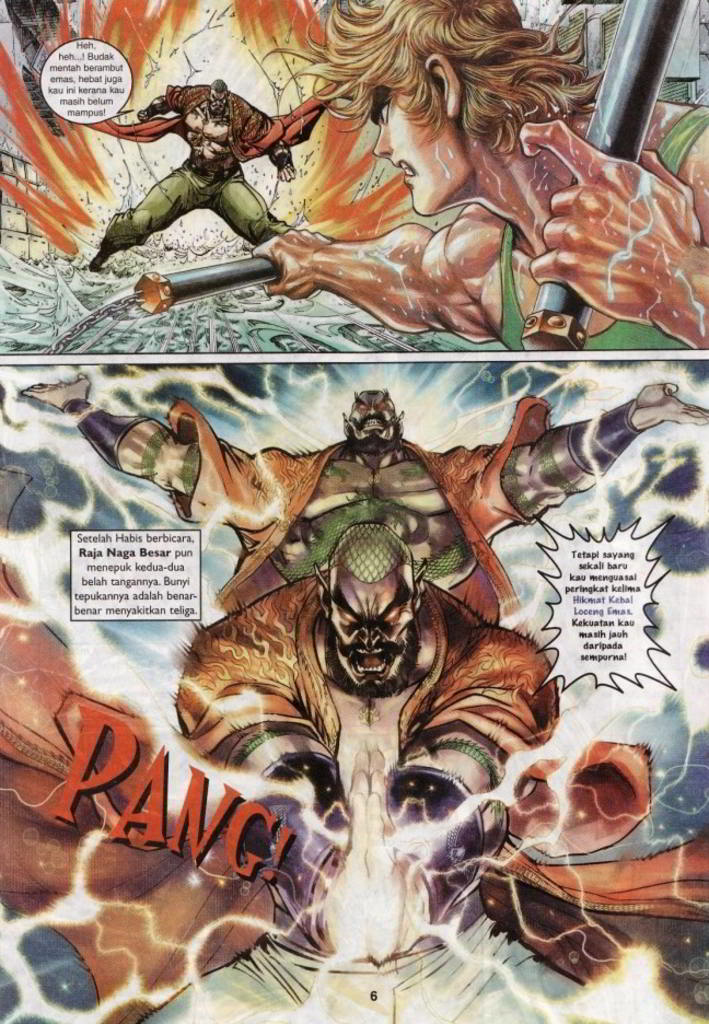 Heh,
heh...! Budak
mentah berambut
emas, hebat juga
kau ini kerana kau
masih belum
mampus!
Setelah Habis berbicara,
Raja Naga Besar pun
menepuk kedua-dua
belah tangannya. Bunyi
tepukannya adalah benar-
benar menyakitkan teliga.
Tetapi sayang
sekali baru
kau menguasai
peringkat kelima
Hikmat Kebal
Loceng Emas.
Kekuatan kau
masih jauh
daripada
sempurna!
PANG!
6